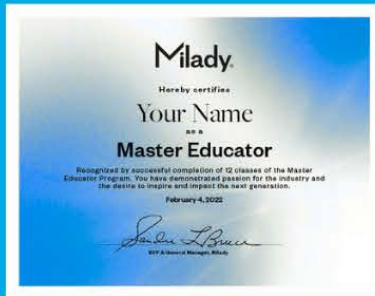 Milady.
Hereby certifies
Your Name
as a
Master Educator
Recognized by successful completion of 12 classes of the Master
Educator Program. You have demonstrated passion for the industry and
the desire to inspire and impact the next generation.
February 4, 2022
Sandra L Bruce
SVP & General Manager, Milady